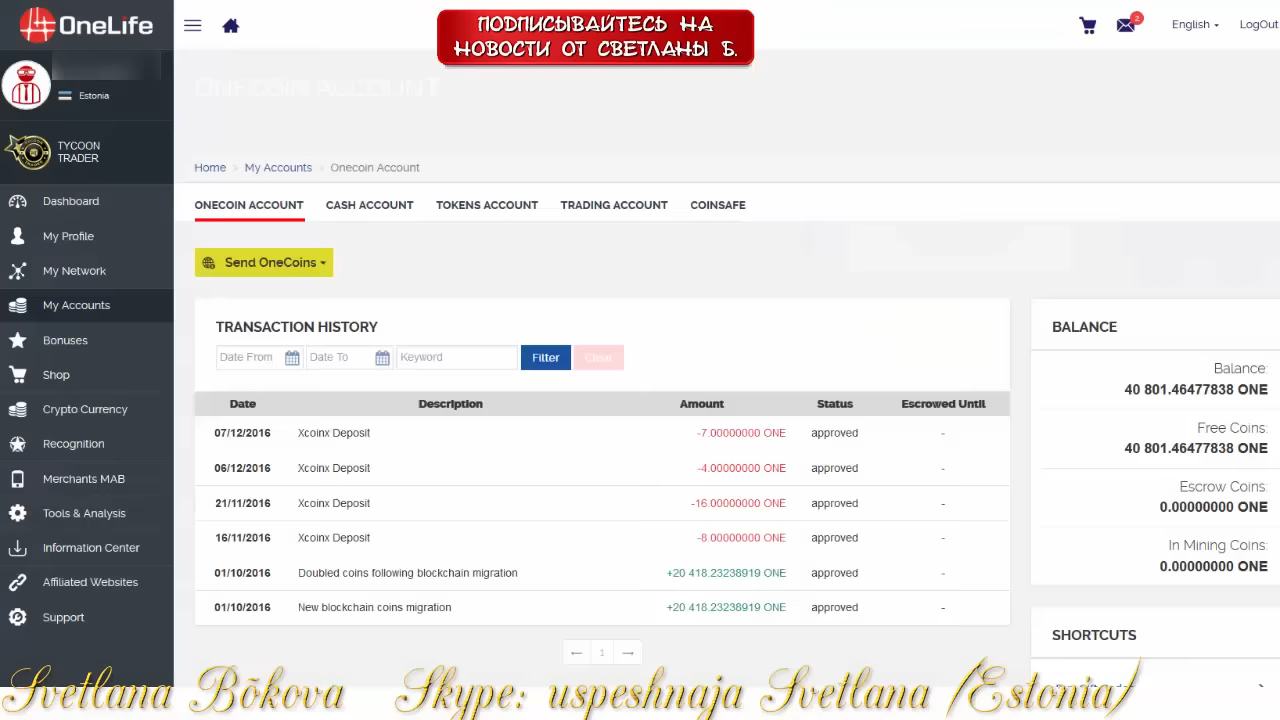 OneLife
ПОДПИСЫВАЙТЕСЬ НА
НОВОСТИ ОТ СВЕТЛАНЫ Б.
2
English
LogOut
Estonia
ONECOIN ACCOUNT
TYCOON
TRADER
Home > My Accounts > Onecoin Account
Dashboard
My Profile
My Network
My Accounts
Bonuses
Shop
Crypto Currency
Recognition
Merchants MAB
Tools & Analysis
Information Center
Affiliated Websites
Support
ONECOIN ACCOUNT CASH ACCOUNT TOKENS ACCOUNT TRADING ACCOUNT COINSAFE
Send OneCoins
TRANSACTION HISTORY
Date From Date To Keyword Filter Clear
Date Description Amount Status Escrowed Until
07/12/2016 Xcoinx Deposit -7.00000000 ONE approved -
06/12/2016 Xcoinx Deposit -4.00000000 ONE approved -
21/11/2016 Xcoinx Deposit -16.00000000 ONE approved -
16/11/2016 Xcoinx Deposit -8.00000000 ONE approved -
01/10/2016 Doubled coins following blockchain migration +20 418.23238919 ONE approved -
01/10/2016 New blockchain coins migration +20 418.23238919 ONE approved -
← 1 →
BALANCE
Balance:
40 801.46477838 ONE
Free Coins:
40 801.46477838 ONE
Escrow Coins:
0.00000000 ONE
In Mining Coins:
0.00000000 ONE
SHORTCUTS
Svetlana Bõkova Skype: uspeshnaja Svetlana (Estonia)